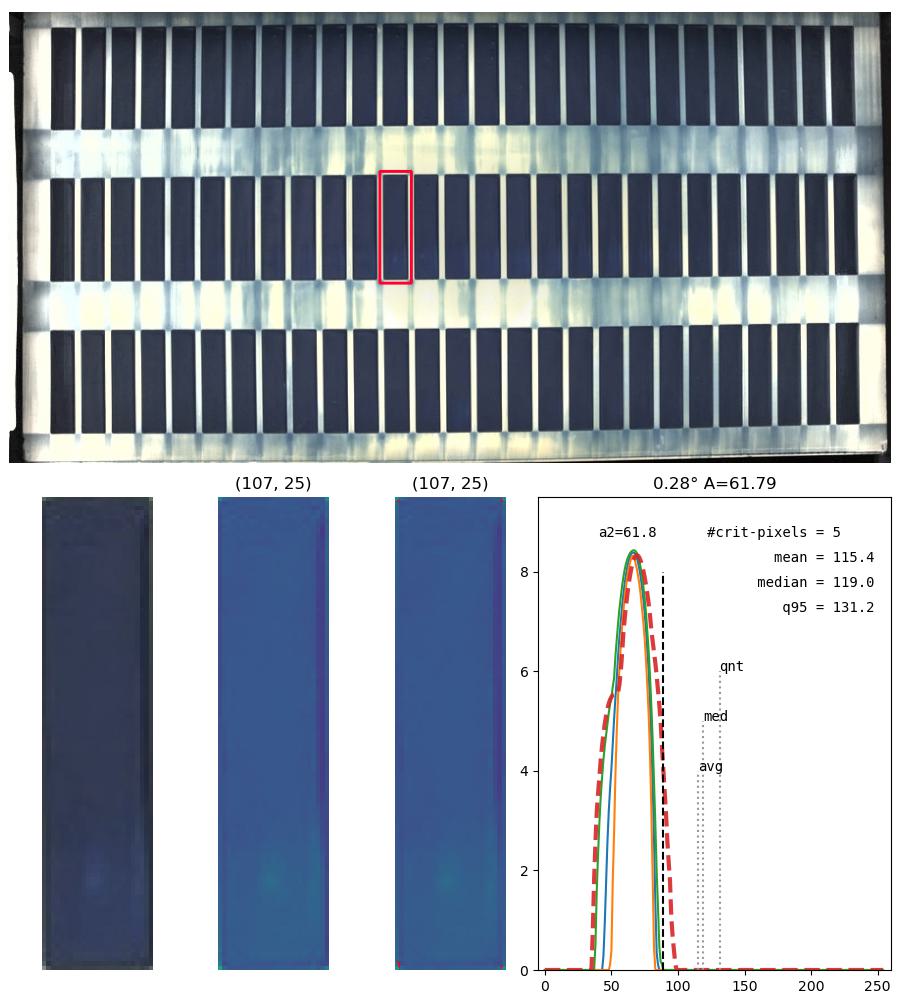 (107, 25)
(107, 25)
0.28° A=61.79
a2=61.8
#crit-pixels = 5
mean = 115.4
median = 119.0
q95 = 131.2
qnt
med
avg
8
6
4
2
0
0 50 100 150 200 250